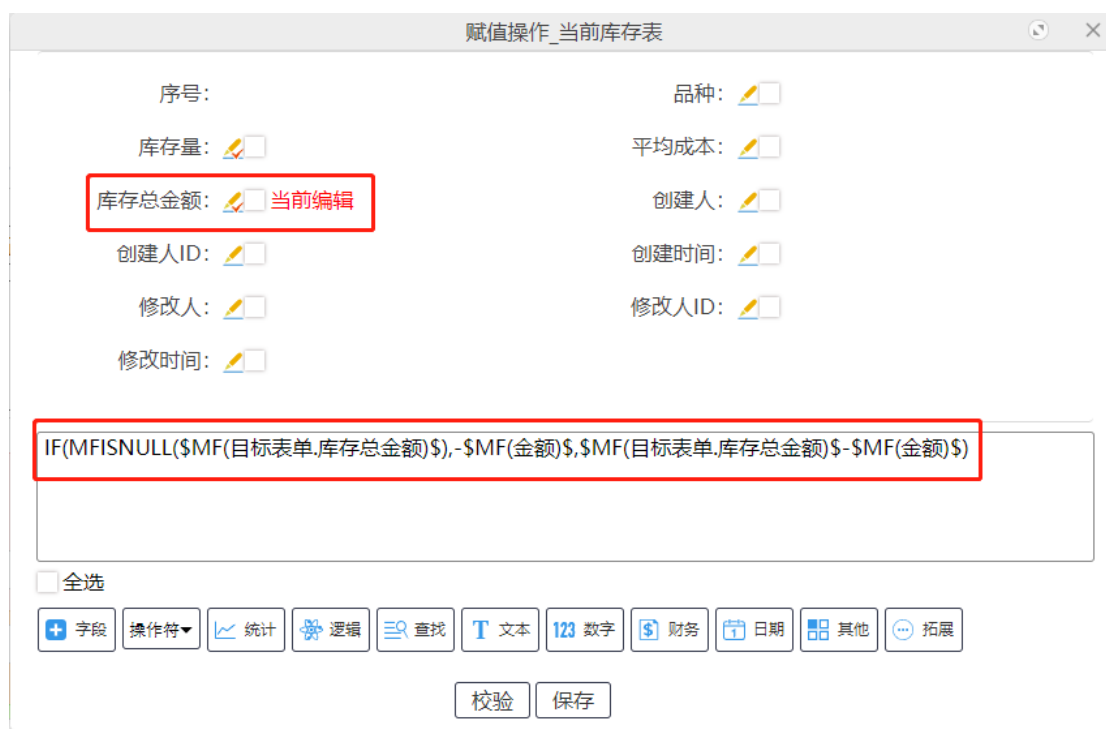 赋值操作_当前库存表
序号： 品种：
库存量： 平均成本：
库存总金额： 当前编辑 创建人：
创建人ID： 创建时间：
修改人： 修改人ID：
修改时间：
IF(MFISNULL($MF(目标表单.库存总金额)$),-$MF(金额)$,$MF(目标表单.库存总金额)$-$MF(金额)$)
全选
字段 操作符 统计 逻辑 查找 T 文本 123 数字 财务 日期 其他 拓展
校验 保存